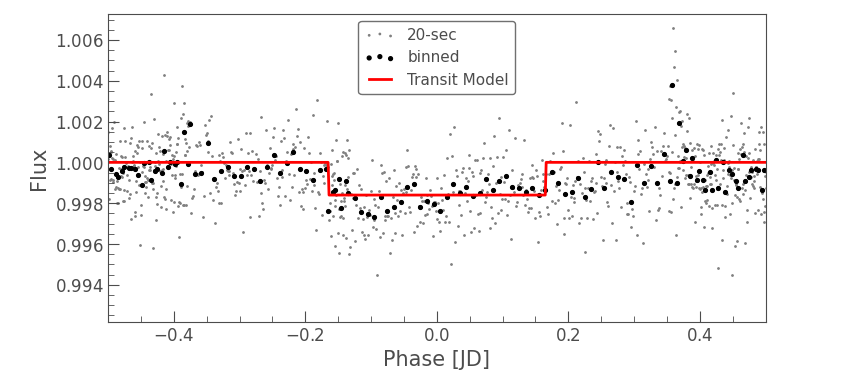 20-sec
binned
Transit Model
Flux
1.006
1.004
1.002
1.000
0.998
0.996
0.994
−0.4
−0.2
0.0
0.2
0.4
Phase [JD]